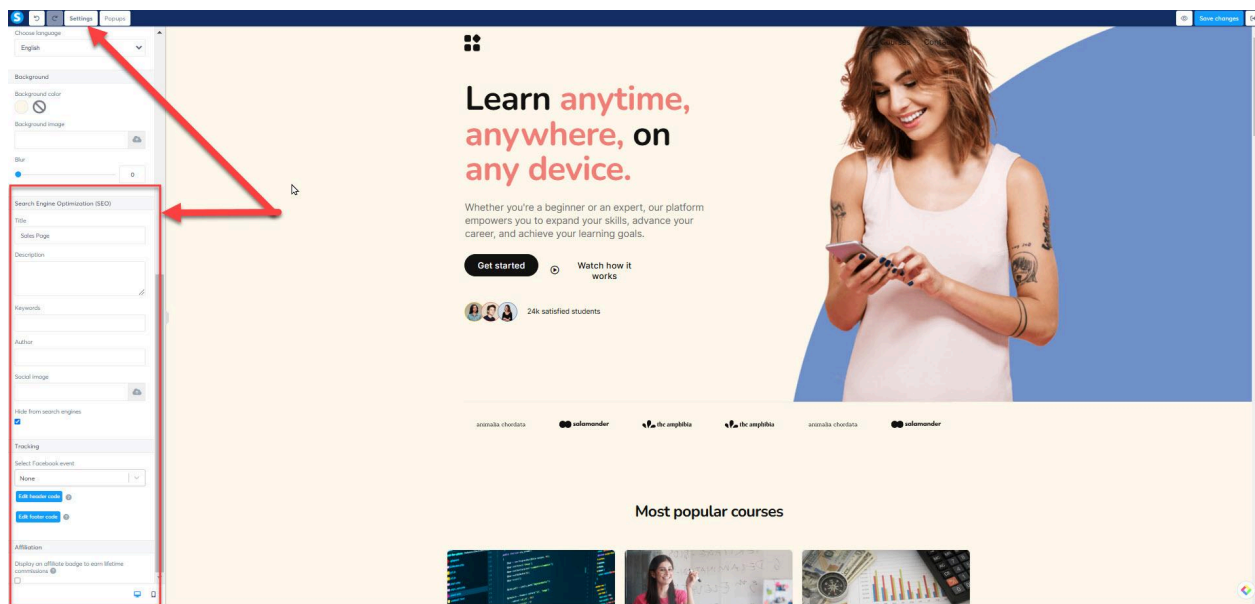 Settings
Popups
Save changes
Choose language
English
Background
Background color
Background image
Blur
0
Search Engine Optimization (SEO)
Title
Sales Page
Description
Keywords
Author
Social image
Hide from search engines
Tracking
Select Facebook event
None
Edit header code
Edit footer code
Affiliation
Display an affiliate badge to earn lifetime
commissions
Learn anytime,
anywhere, on
any device.
Whether you're a beginner or an expert, our platform
empowers you to expand your skills, advance your
career, and achieve your learning goals.
Get started
Watch how it
works
24k satisfied students
animalia chordata
salamander
the amphibia
the amphibia
animalia chordata
salamander
Most popular courses